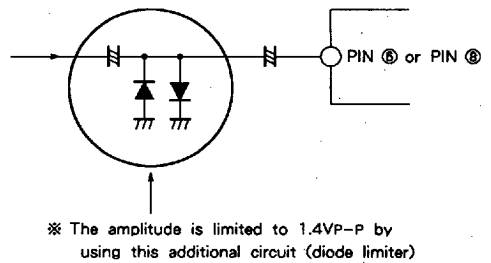 PIN ⑥ or PIN ⑧
※ The amplitude is limited to 1.4VP-P by
using this additional circuit (diode limiter)